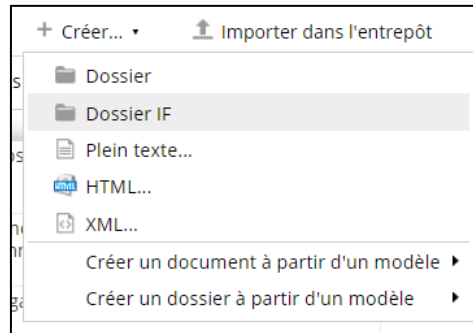 + Créer... ▾ Importer dans l'entrepôt
Dossier
Dossier IF
Plein texte...
HTML...
XML...
Créer un document à partir d'un modèle
Créer un dossier à partir d'un modèle